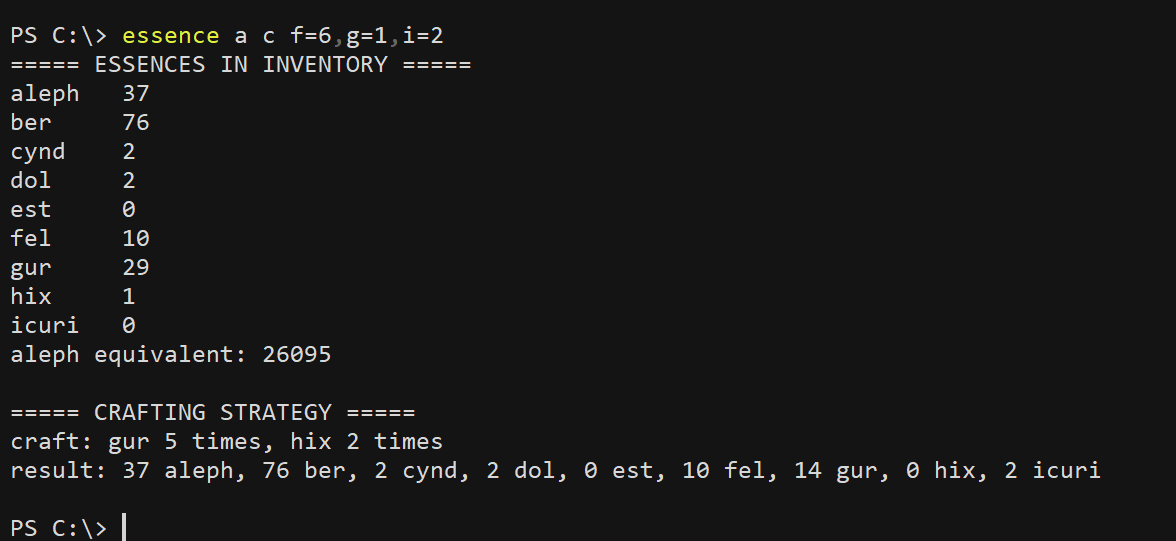 PS C:\> essence a c f=6,g=1,i=2
===== ESSENCES IN INVENTORY =====
aleph   37
ber     76
cynd    2
dol     2
est     0
fel     10
gur     29
hix     1
icuri   0
aleph equivalent: 26095
===== CRAFTING STRATEGY =====
craft: gur 5 times, hix 2 times
result: 37 aleph, 76 ber, 2 cynd, 2 dol, 0 est, 10 fel, 14 gur, 0 hix, 2 icuri
PS C:\>